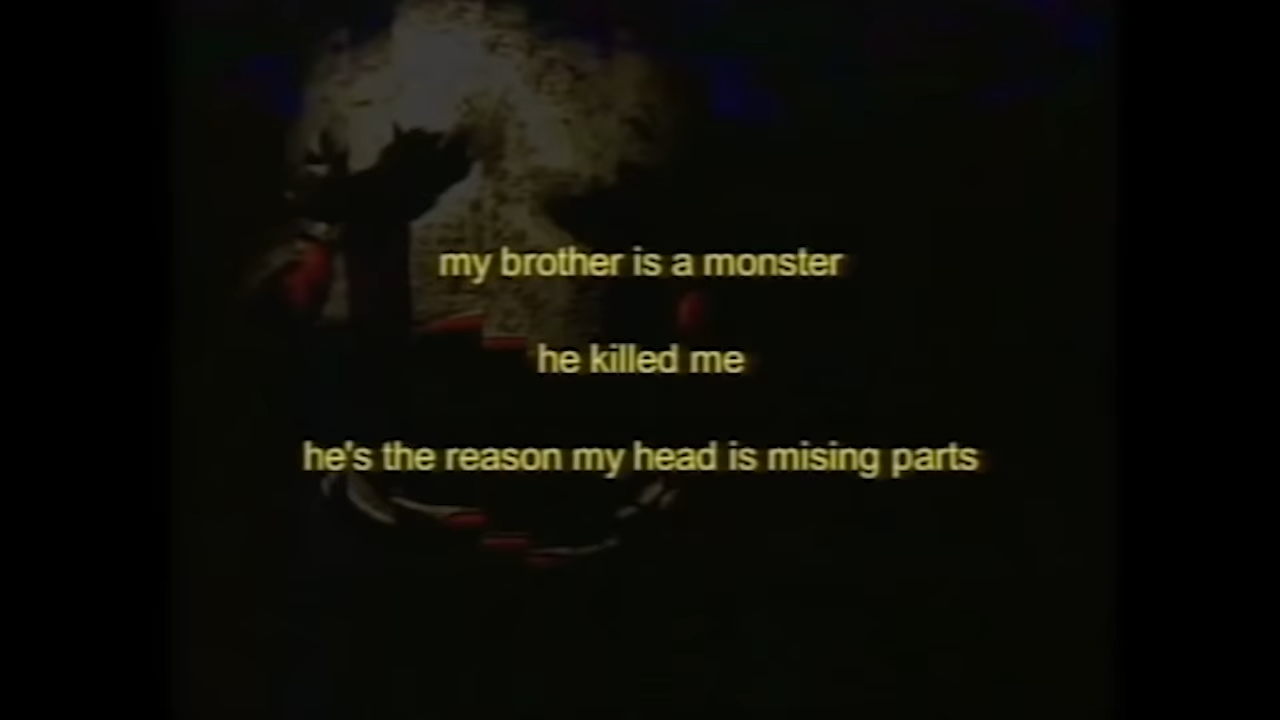 my brother is a monster
he killed me
he's the reason my head is mising parts